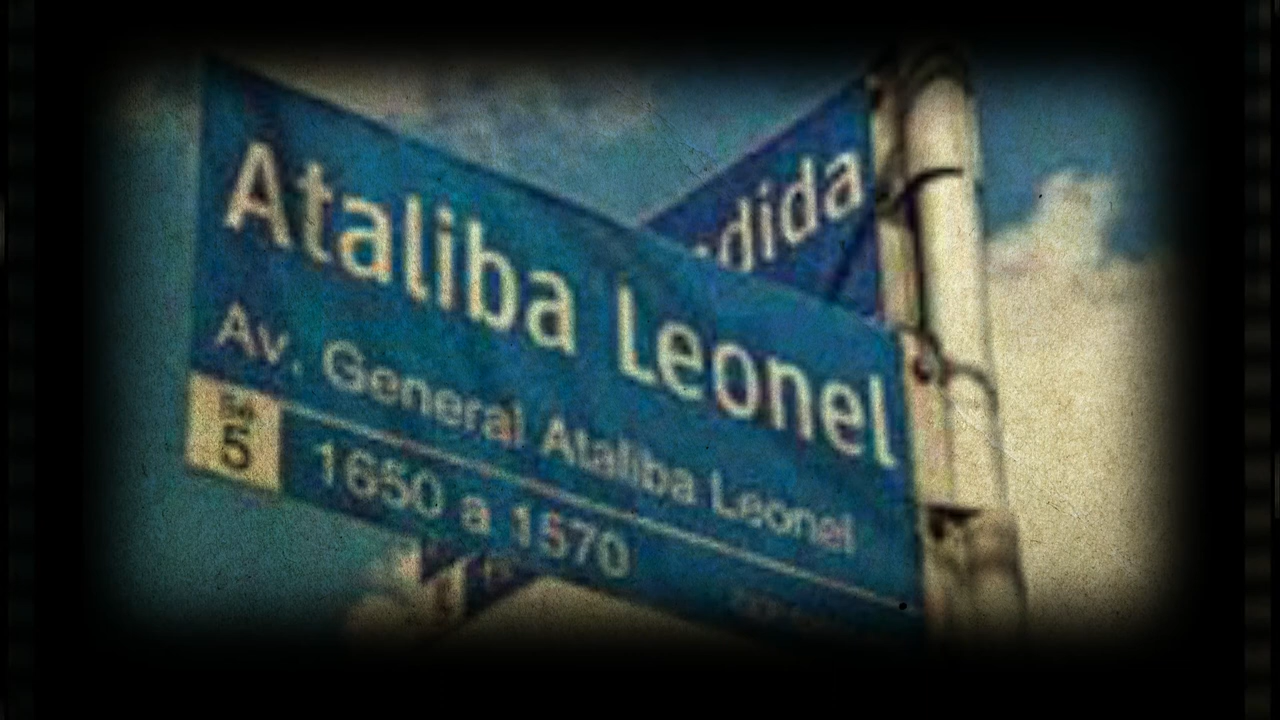 Ataliba Leonel
Av. General Ataliba Leonel
5
1650 a 1570
dida